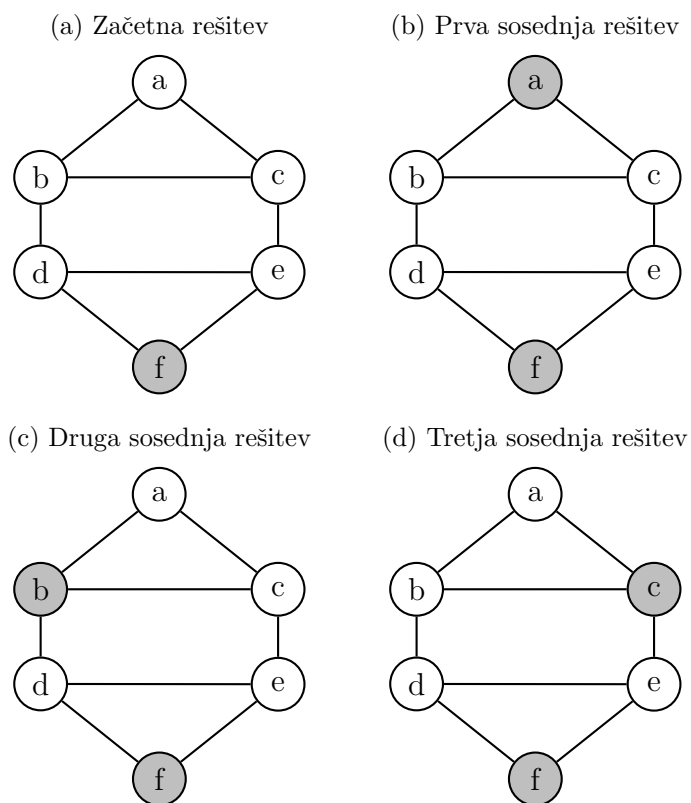 (a) Začetna rešitev
a
b c
d e
f
(b) Prva sosednja rešitev
a
b c
d e
f
(c) Druga sosednja rešitev
a
b c
d e
f
(d) Tretja sosednja rešitev
a
b c
d e
f